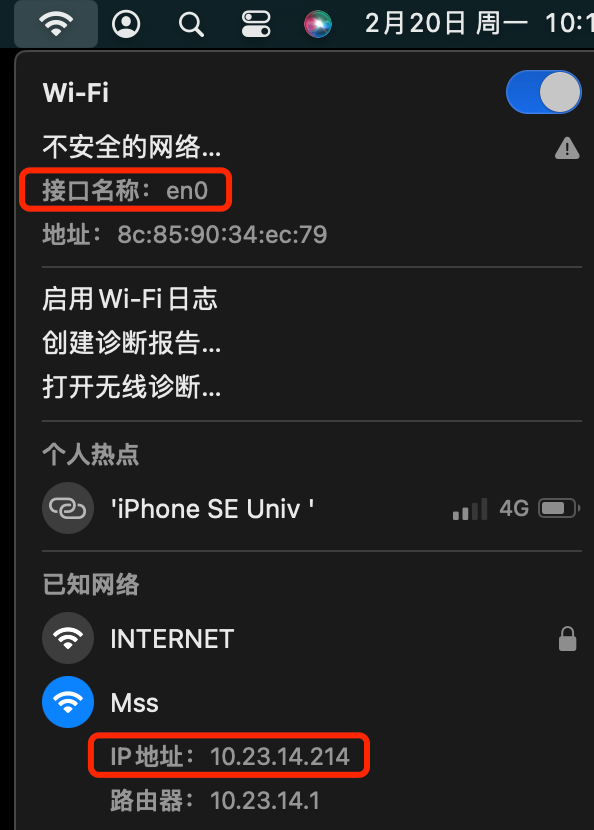 2月20日 周一 10:1
Wi-Fi
不安全的网络...
接口名称： en0
地址： 8c:85:90:34:ec:79
启用 Wi-Fi 日志
创建诊断报告...
打开无线诊断...
个人热点
'iPhone SE Univ ' 4G
已知网络
INTERNET
Mss
IP 地址： 10.23.14.214
路由器： 10.23.14.1